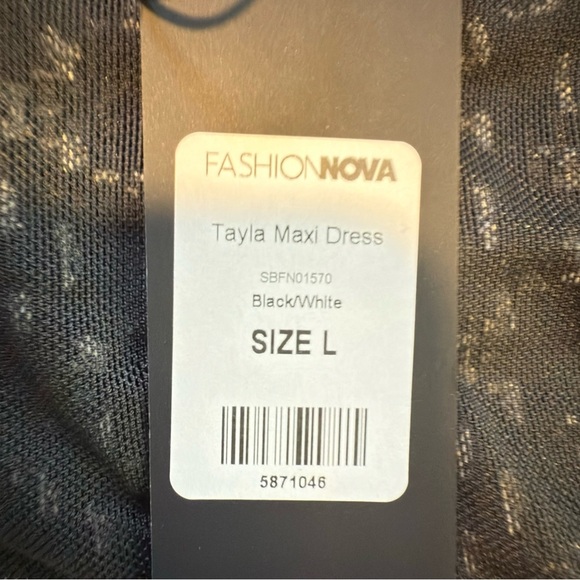 FASHIONNOVA
Tayla Maxi Dress
SBFN01570
Black/White
SIZE L
5871046